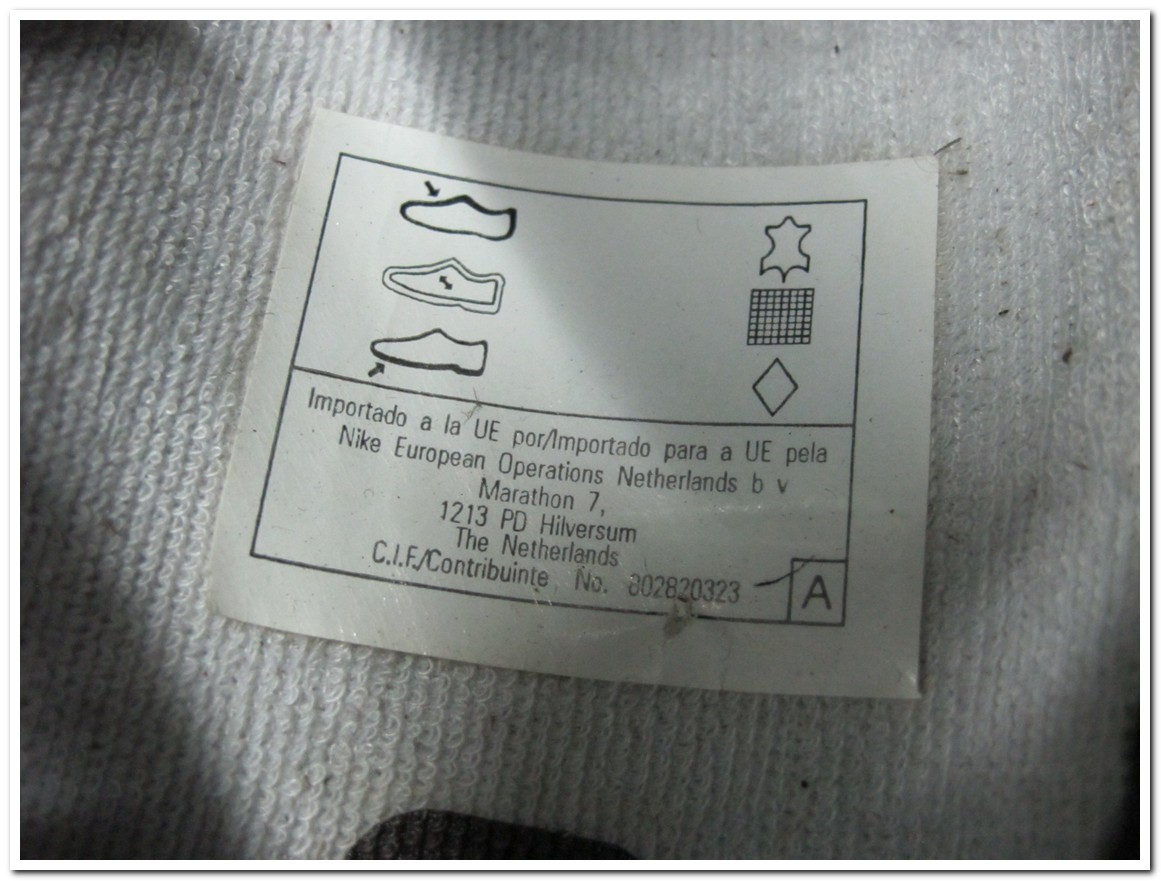 Importado a la UE por/Importado para a UE pela
Nike European Operations Netherlands b v
Marathon 7,
1213 PD Hilversum
The Netherlands
C.I.F./Contribuinte No. 802820323
A